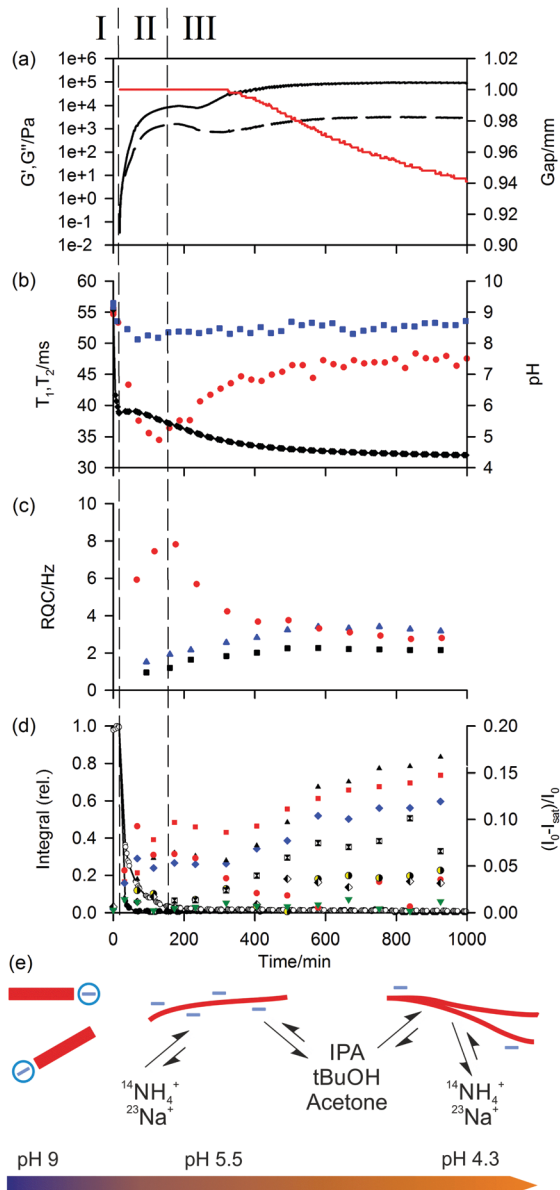 I II III
(a)
1e+6
1e+5
1e+4
1e+3
1e+2
1e+1
1e+0
1e-1
1e-2
G',G''/Pa
1.02
1.00
0.98
0.96
0.94
0.92
0.90
Gap/mm
(b)
60
55
50
45
40
35
30
T₁,T₂/ms
10
9
8
7
6
5
4
pH
(c)
10
8
6
4
2
0
RQC/Hz
(d)
1.0
0.8
0.6
0.4
0.2
0.0
Integral (rel.)
0.20
0.15
0.10
0.05
0.00
(I₀-Iₛₐₜ)/I₀
0 200 400 600 800 1000
Time/min
(e)
IPA
tBuOH
Acetone
¹⁴NH₄⁺
²³Na⁺
¹⁴NH₄⁺
²³Na⁺
pH 9 pH 5.5 pH 4.3